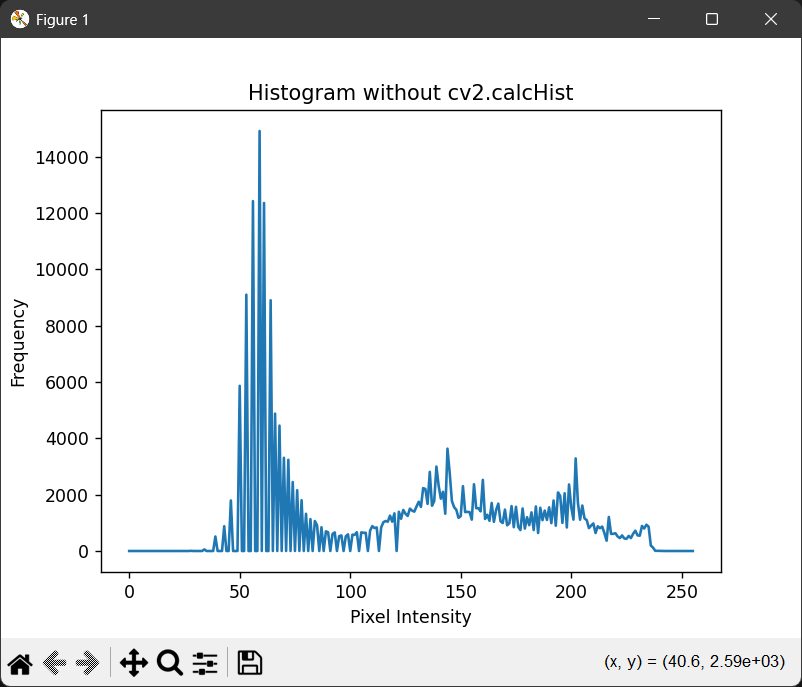 Figure 1
Histogram without cv2.calcHist
14000
12000
10000
8000
6000
4000
2000
0
Frequency
0 50 100 150 200 250
Pixel Intensity
(x, y) = (40.6, 2.59e+03)